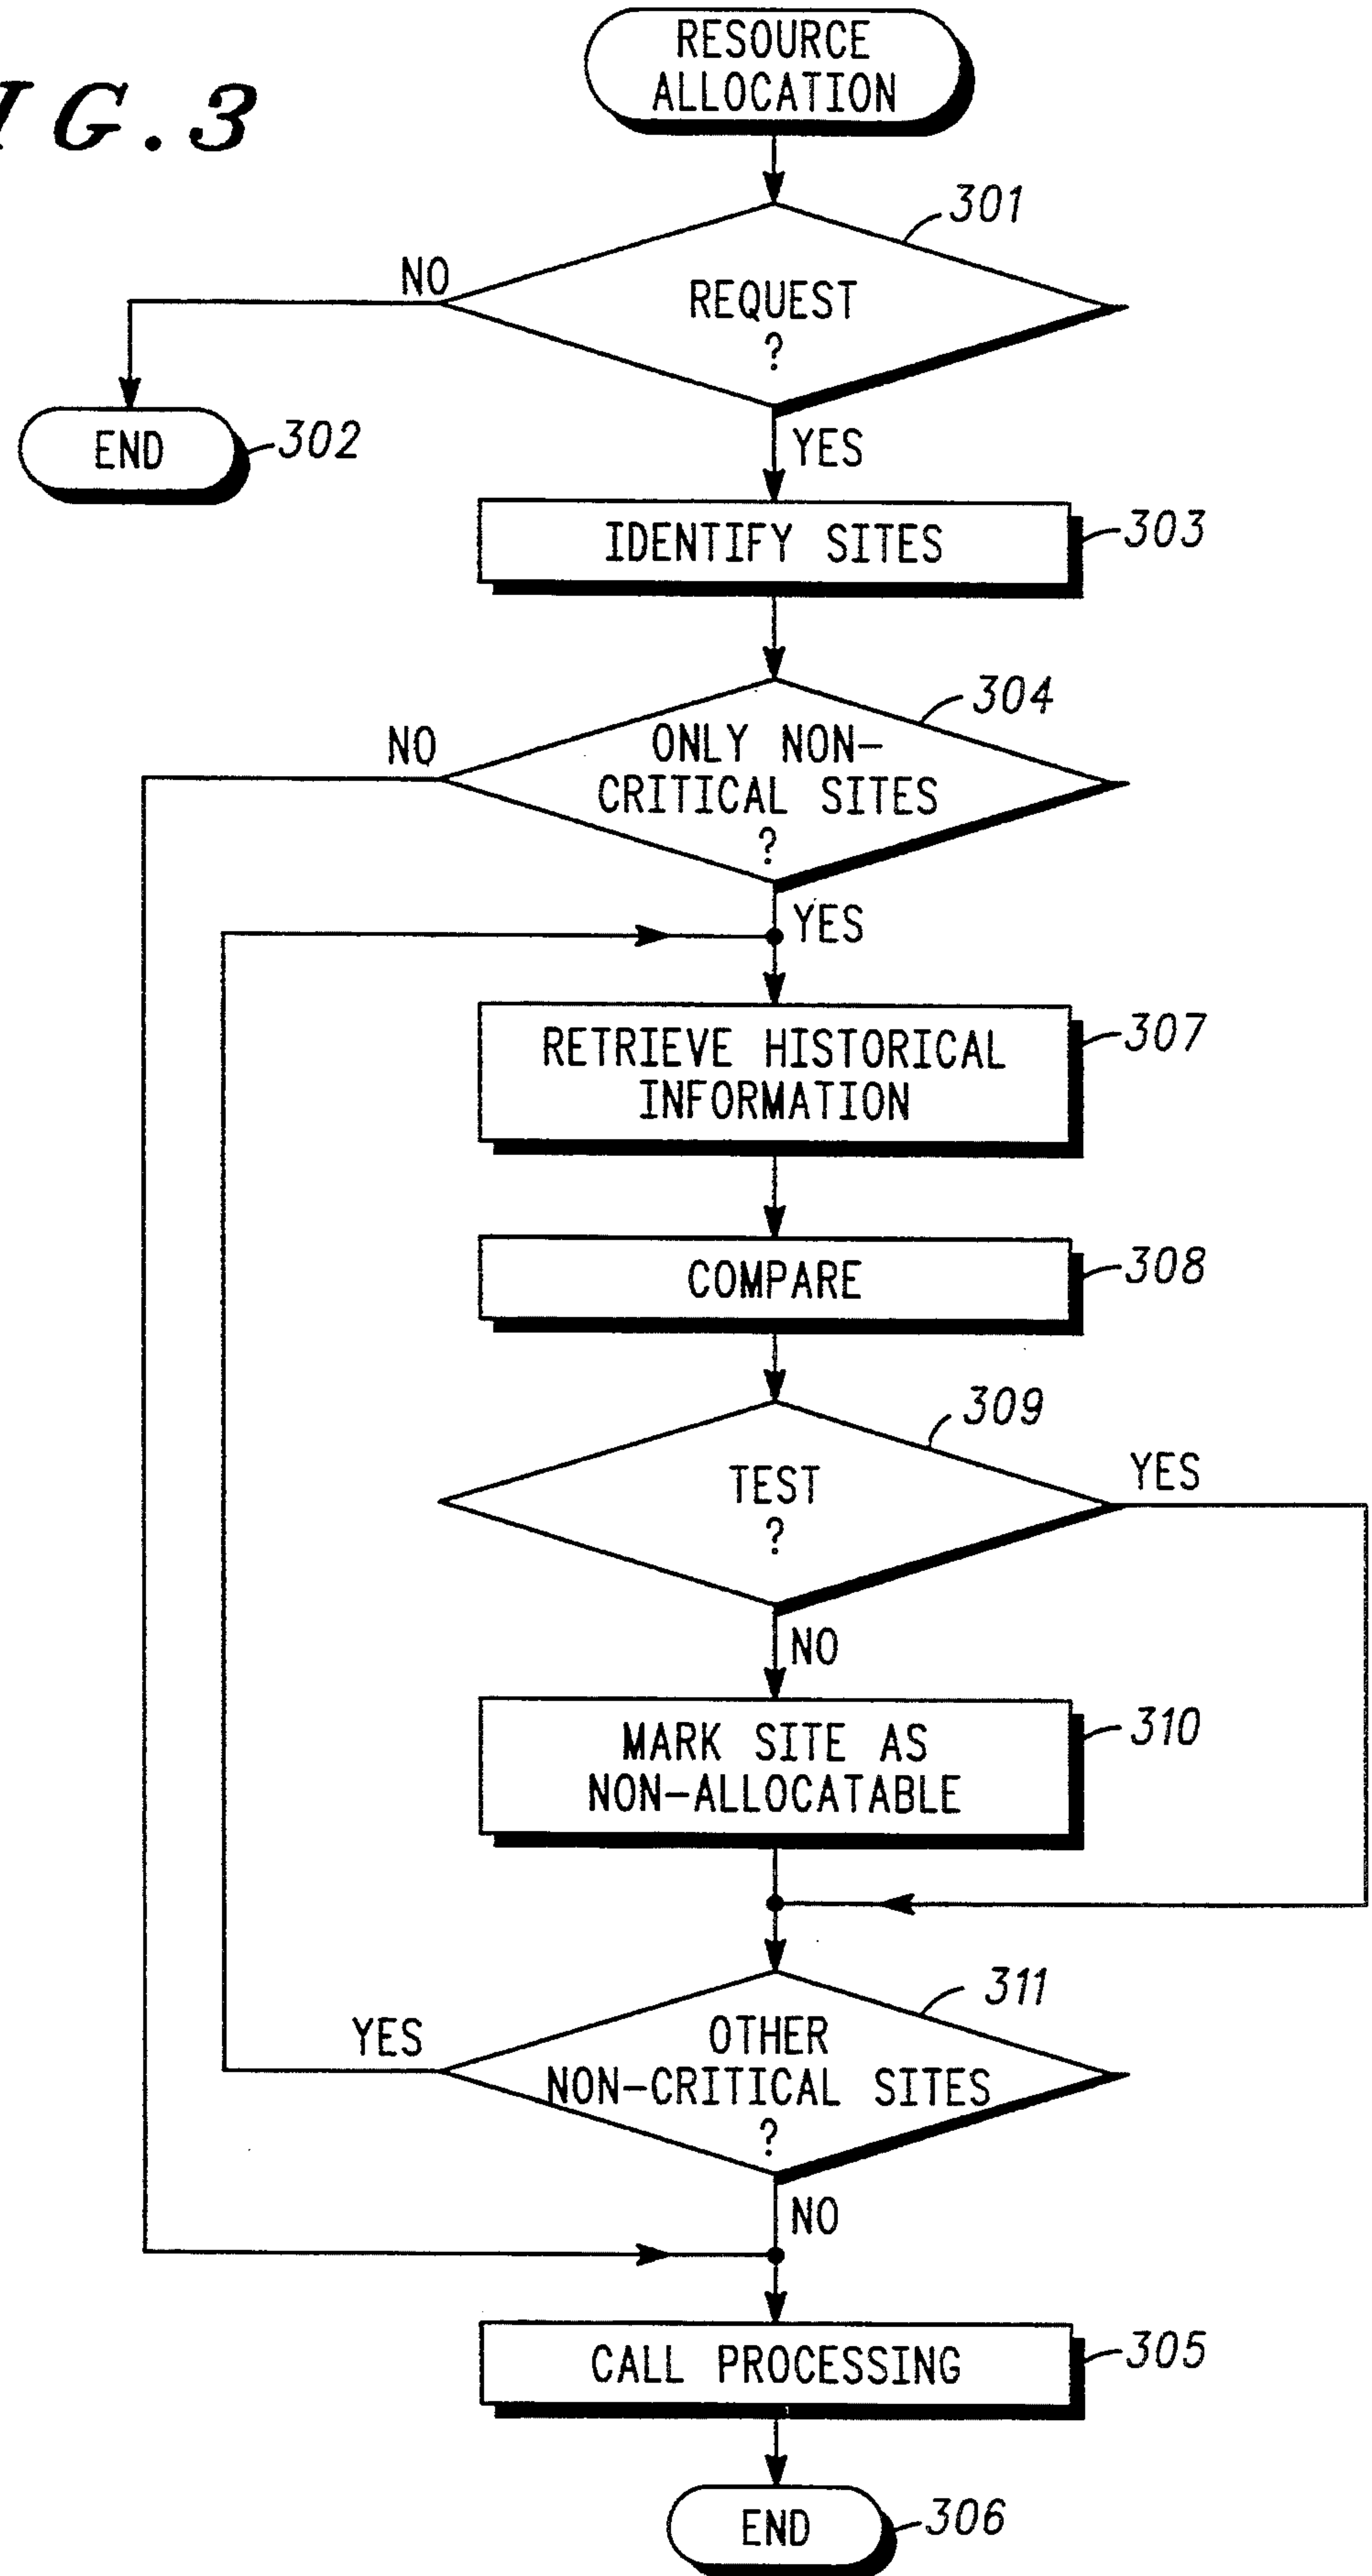 IG.3
RESOURCE
ALLOCATION
301
NO
REQUEST
?
END
302
YES
IDENTIFY SITES
303
304
NO
ONLY NON-
CRITICAL SITES
?
YES
RETRIEVE HISTORICAL
INFORMATION
307
COMPARE
308
309
TEST
?
YES
NO
MARK SITE AS
NON-ALLOCATABLE
310
311
YES
OTHER
NON-CRITICAL SITES
?
NO
CALL PROCESSING
305
END
306